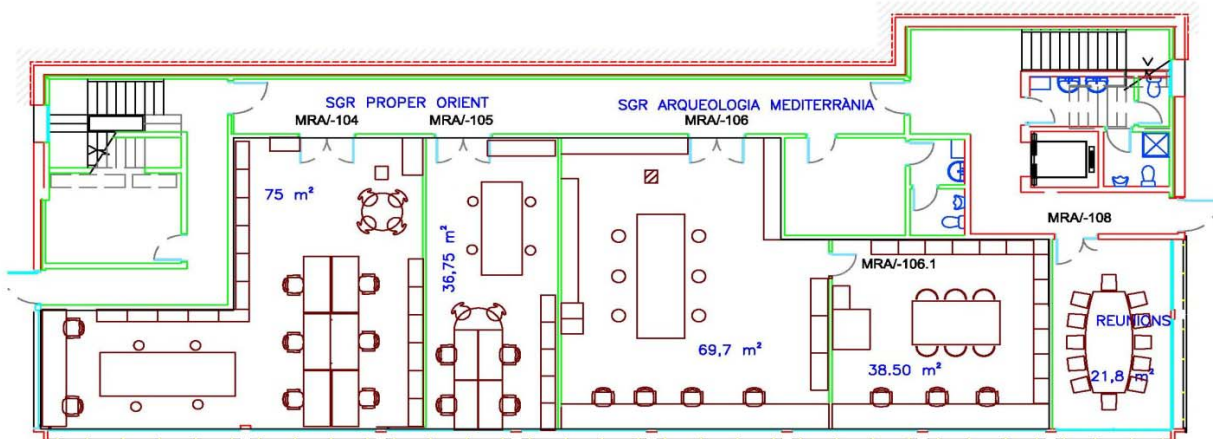 SGR PROPER ORIENT
SGR ARQUEOLOGIA MEDITERRÀNIA
MRA/-104
MRA/-105
MRA/-106
75 m²
36,75 m²
MRA/-108
MRA/-106.1
REUNIONS
69,7 m²
38.50 m²
21,8 m²